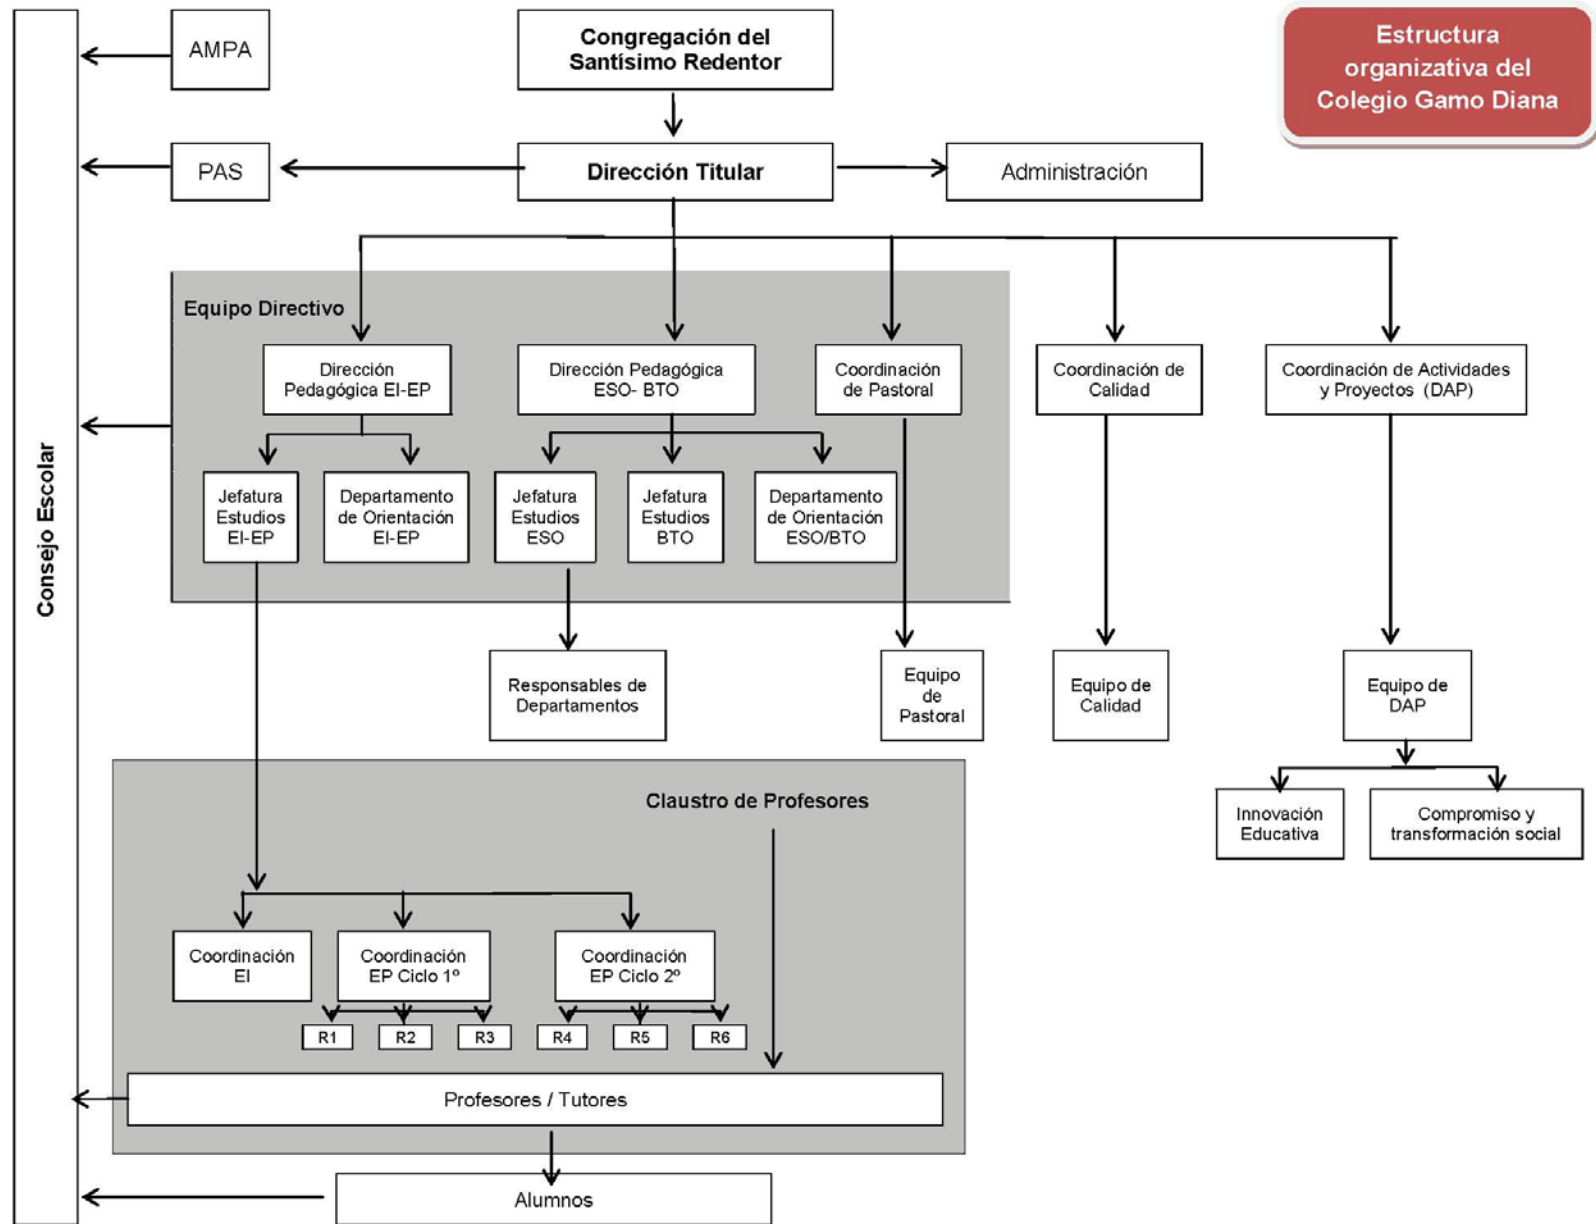 AMPA
Congregación del
Santísimo Redentor
Estructura
organizativa del
Colegio Gamo Diana
PAS
Dirección Titular
Administración
Equipo Directivo
Dirección
Pedagógica EI-EP
Dirección Pedagógica
ESO- BTO
Coordinación
de Pastoral
Coordinación de
Calidad
Coordinación de Actividades
y Proyectos (DAP)
Consejo Escolar
Jefatura
Estudios
EI-EP
Departamento
de Orientación
EI-EP
Jefatura
Estudios
ESO
Jefatura
Estudios
BTO
Departamento
de Orientación
ESO/BTO
Responsables de
Departamentos
Equipo
de
Pastoral
Equipo de
Calidad
Equipo de
DAP
Innovación
Educativa
Compromiso y
transformación social
Claustro de Profesores
Coordinación
EI
Coordinación
EP Ciclo 1º
Coordinación
EP Ciclo 2º
R1
R2
R3
R4
R5
R6
Profesores / Tutores
Alumnos